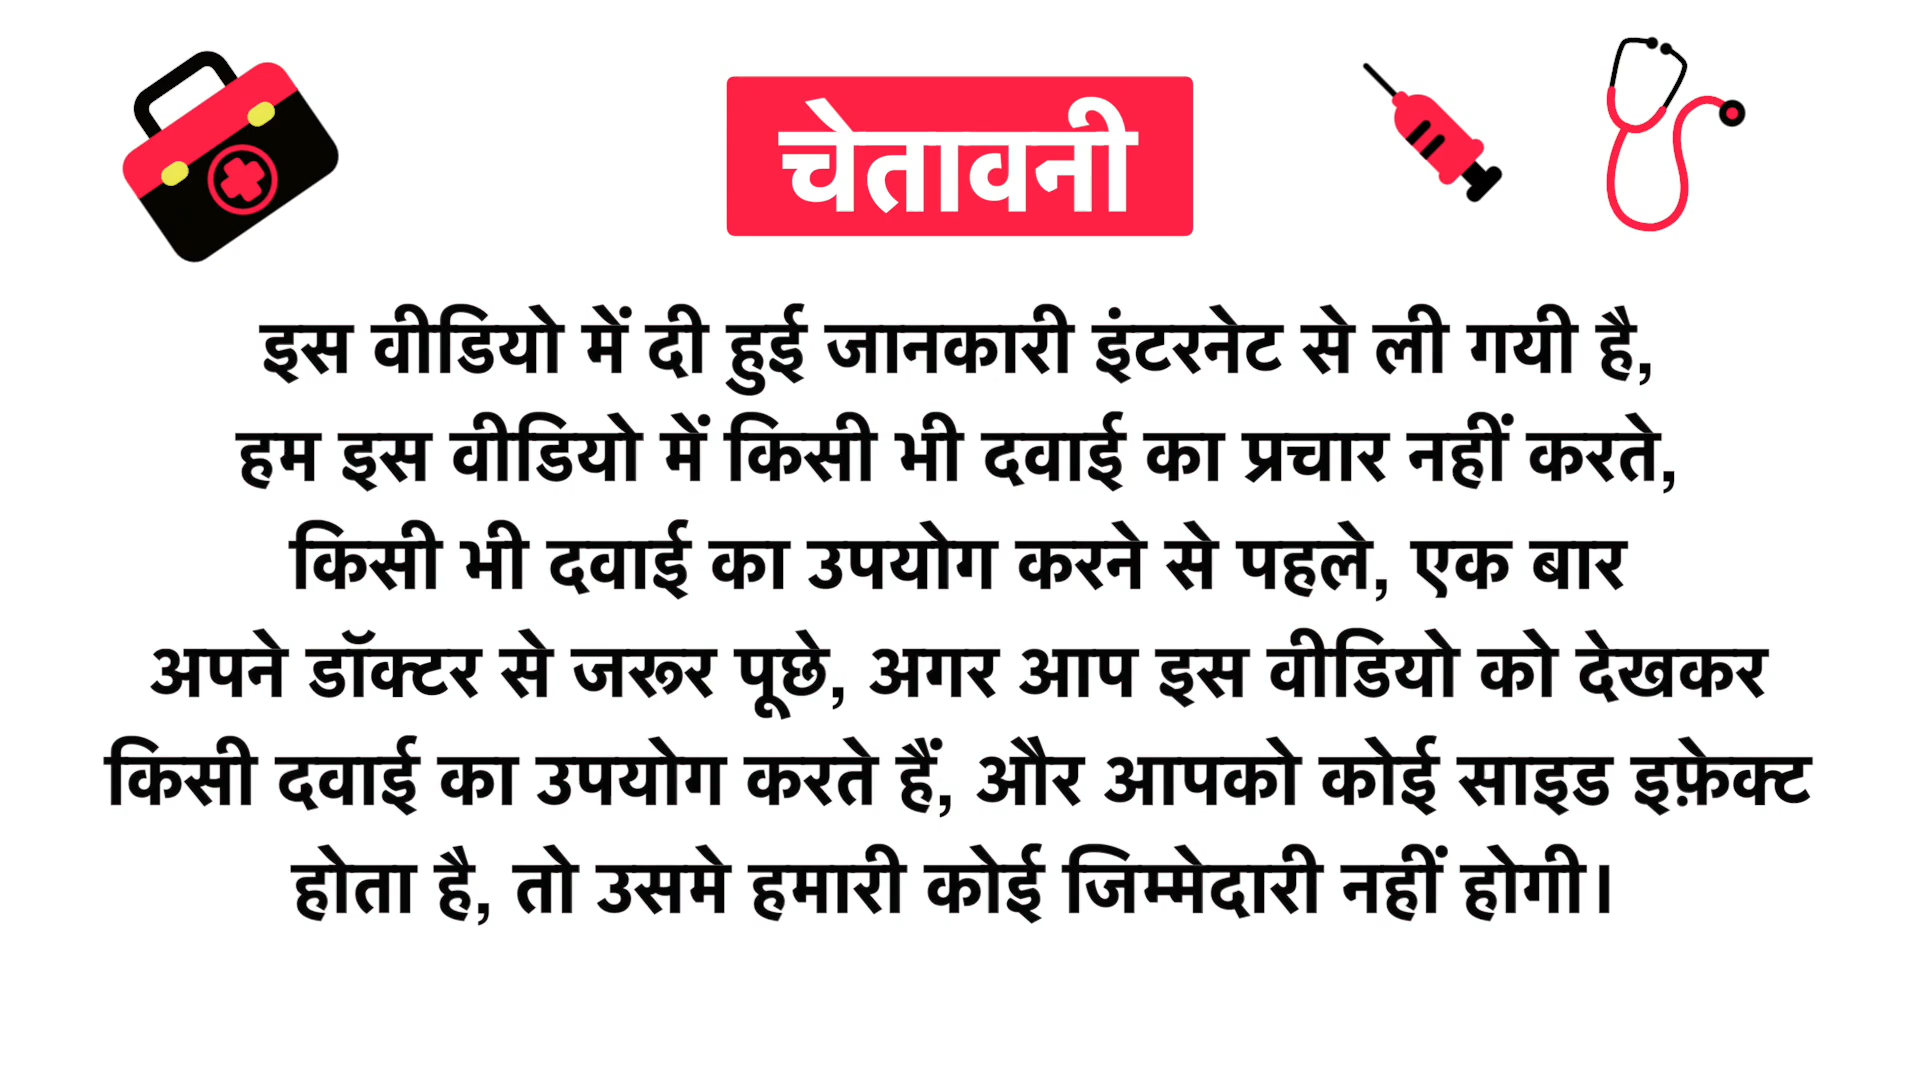 चेतावनी
इस वीडियो में दी हुई जानकारी इंटरनेट से ली गयी है,
हम इस वीडियो में किसी भी दवाई का प्रचार नहीं करते,
किसी भी दवाई का उपयोग करने से पहले, एक बार
अपने डॉक्टर से जरूर पूछे, अगर आप इस वीडियो को देखकर
किसी दवाई का उपयोग करते हैं, और आपको कोई साइड इफ़ेक्ट
होता है, तो उसमे हमारी कोई जिम्मेदारी नहीं होगी।